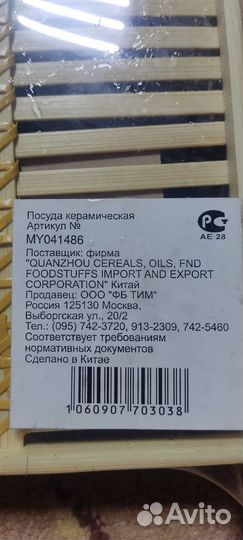 Посуда керамическая
Артикул №
MY041486
Поставщик: фирма
"QUANZHOU CEREALS, OILS, FND
FOODSTUFFS IMPORT AND EXPORT
CORPORATION" Китай
Продавец: ООО "ФБ ТИМ"
Россия 125130 Москва,
Выборгская ул., 20/2
Тел.: (095) 742-3720, 913-2309, 742-5460
Соответствует требованиям
нормативных документов
Сделано в Китае
РСТ
АЕ 28
1 060907 703038
Avito